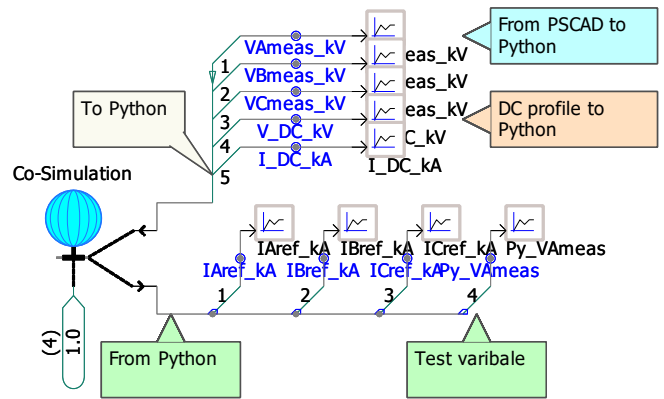 From PSCAD to
Python
VAmeas_kV
eas_kV
1
VBmeas_kV
eas_kV
2
To Python
VCmeas_kV
eas_kV
DC profile to
Python
3
V_DC_kV
C_kV
4
I_DC_kA
I_DC_kA
5
Co-Simulation
IAref_kA
IBref_kA
ICref_kA
Py_VAmeas
IAref_kA
IBref_kA
ICref_kA
Py_VAmeas
1
2
3
4
(4)
1.0
From Python
Test varibale